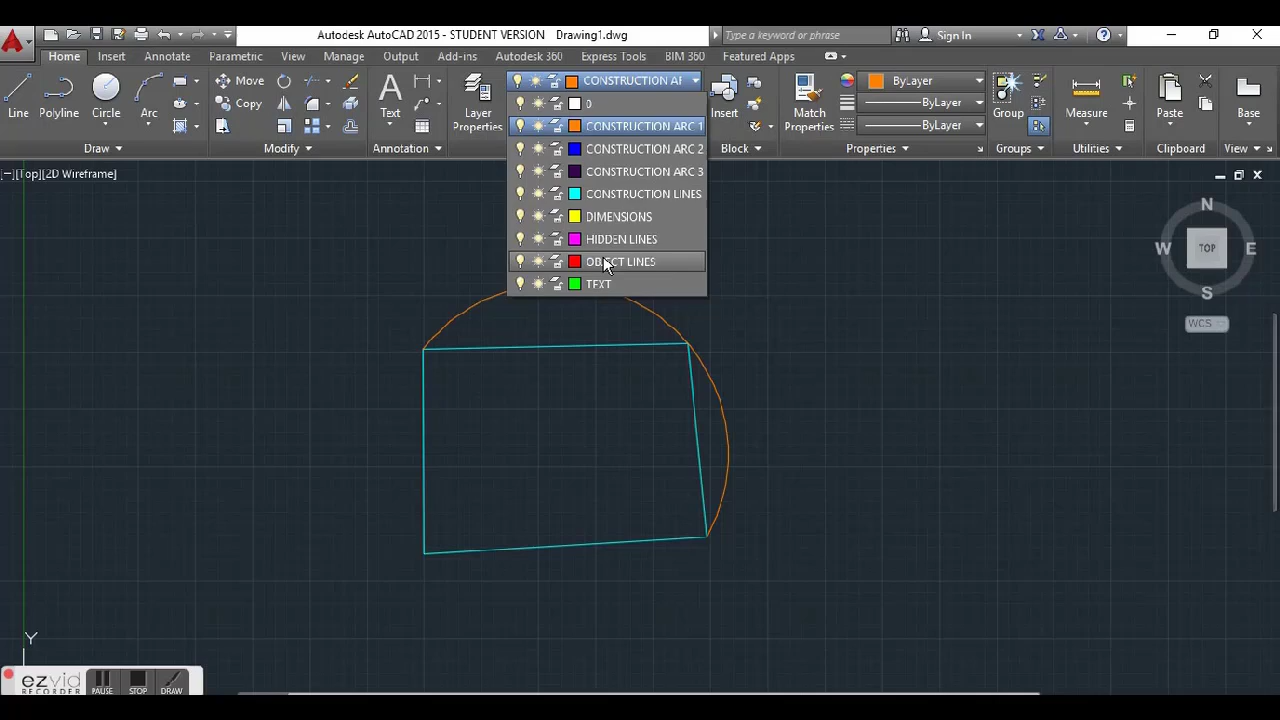 Autodesk AutoCAD 2015 - STUDENT VERSION Drawing1.dwg
Type a keyword or phrase
Sign In
Home Insert Annotate Parametric View Manage Output Add-ins Autodesk 360 Express Tools BIM 360 Featured Apps
Line
Polyline
Circle
Arc
Move
Copy
Text
Layer
Properties
CONSTRUCTION AF
0
CONSTRUCTION ARC 1
CONSTRUCTION ARC 2
CONSTRUCTION ARC 3
CONSTRUCTION LINES
DIMENSIONS
HIDDEN LINES
OBJECT LINES
TEXT
Insert
Match
Properties
ByLayer
ByLayer
ByLayer
Group
Measure
Paste
Base
Draw
Modify
Annotation
Block
Properties
Groups
Utilities
Clipboard
View
[−][Top][2D Wireframe]
N
W TOP E
S
WCS
Y
ezvid
RECORDER
PAUSE STOP DRAW